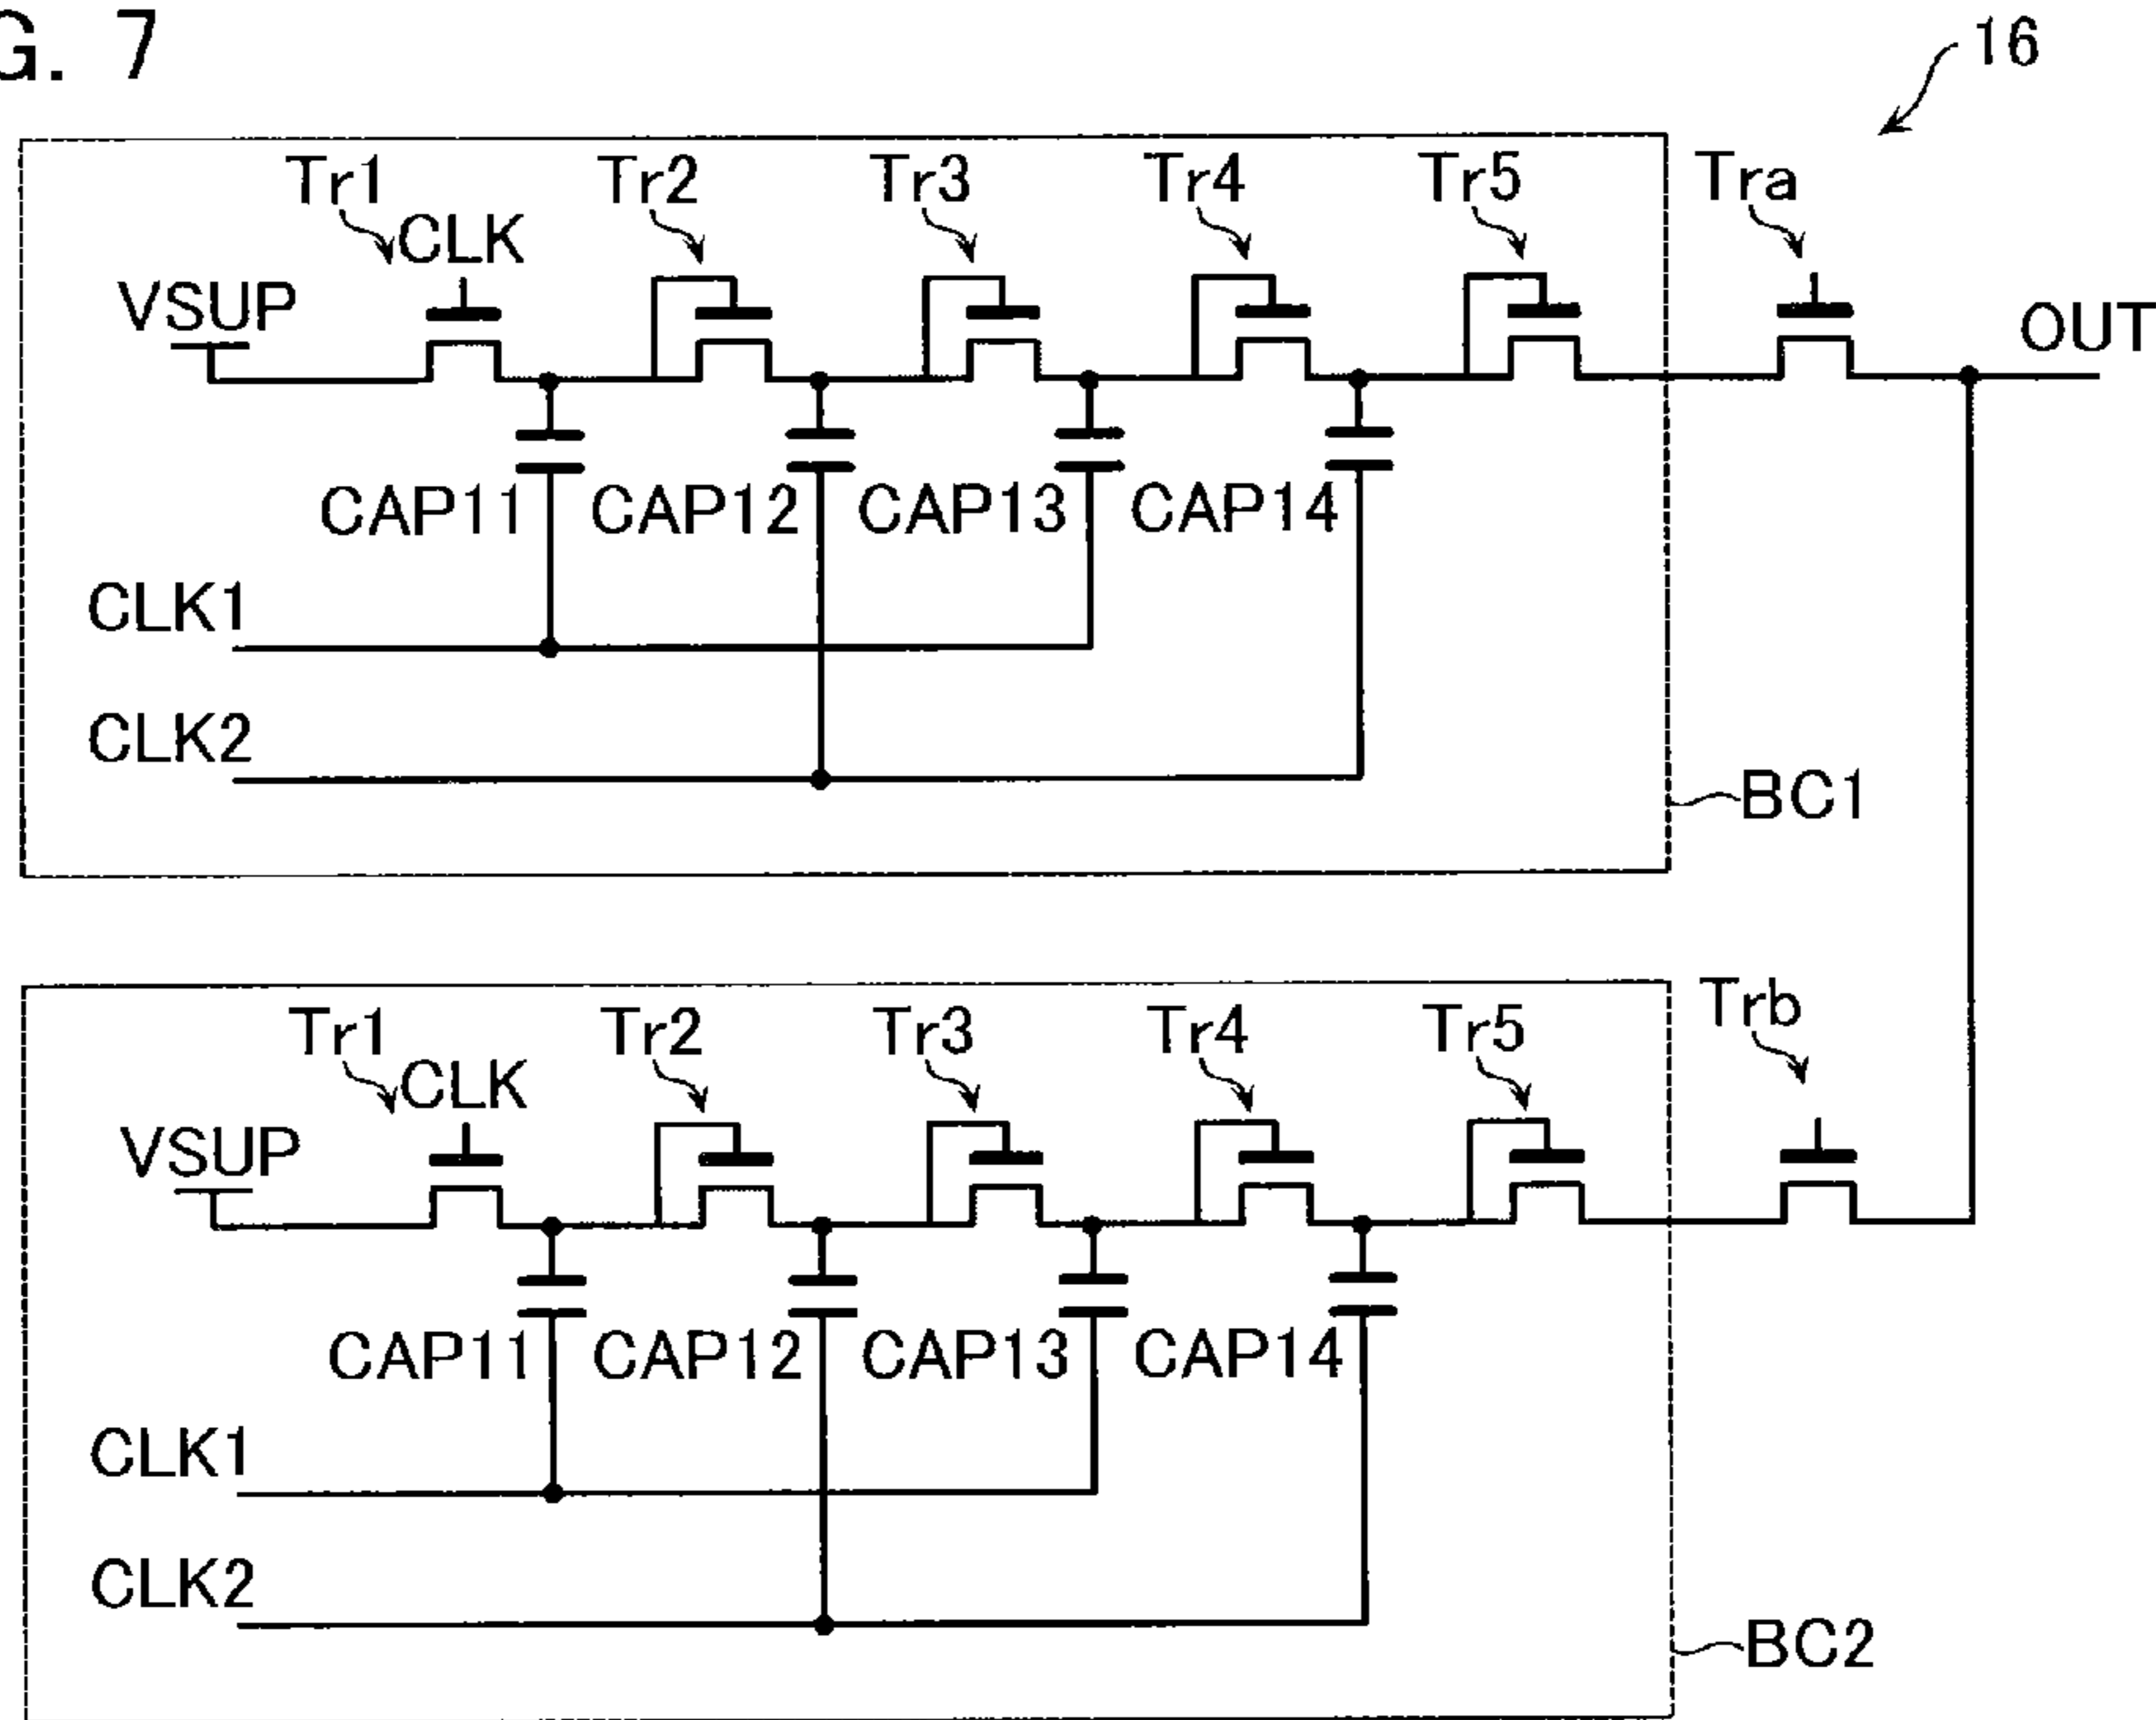 G. 7
16
Tr1 Tr2 Tr3 Tr4 Tr5 Tra
CLK
VSUP
OUT
CAP11 CAP12 CAP13 CAP14
CLK1
CLK2
BC1
Tr1 Tr2 Tr3 Tr4 Tr5 Trb
CLK
VSUP
CAP11 CAP12 CAP13 CAP14
CLK1
CLK2
BC2